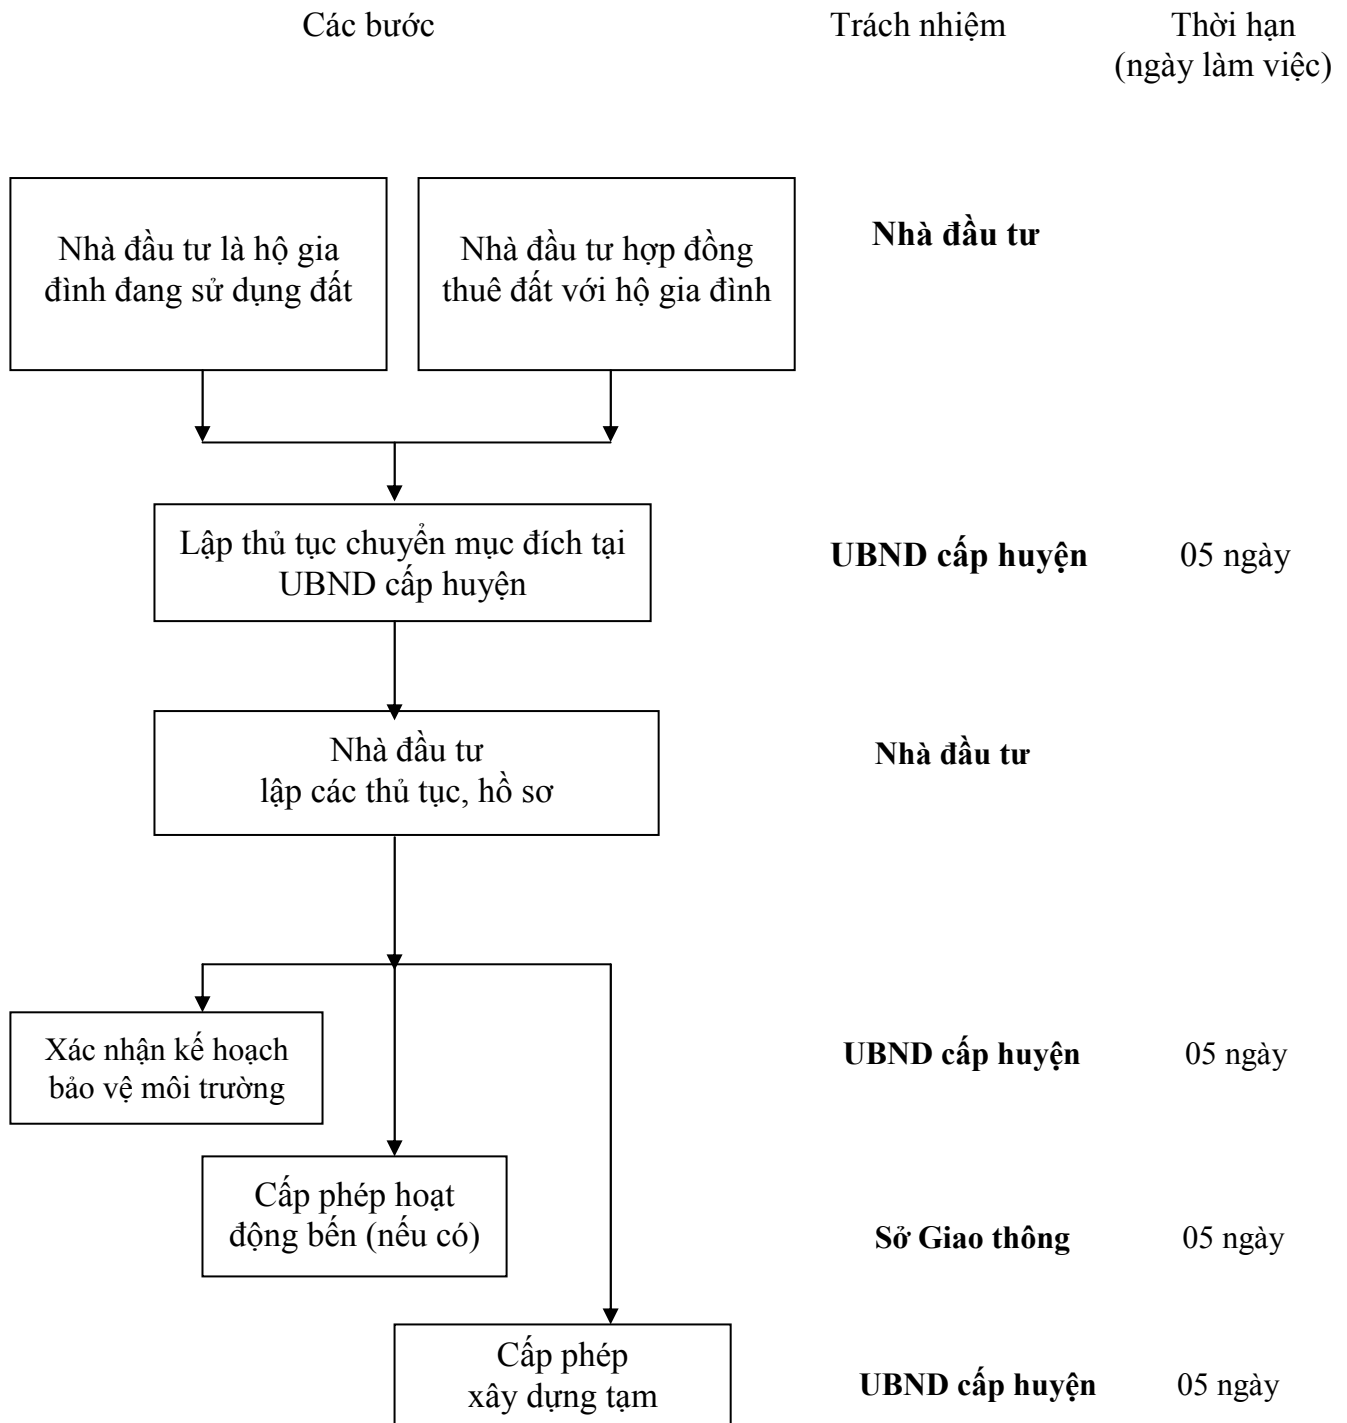 Các bước Trách nhiệm Thời hạn
(ngày làm việc)
Nhà đầu tư là hộ gia
đình đang sử dụng đất
Nhà đầu tư hợp đồng
thuê đất với hộ gia đình
Nhà đầu tư
Lập thủ tục chuyển mục đích tại
UBND cấp huyện
UBND cấp huyện 05 ngày
Nhà đầu tư
lập các thủ tục, hồ sơ
Nhà đầu tư
Xác nhận kế hoạch
bảo vệ môi trường
UBND cấp huyện 05 ngày
Cấp phép hoạt
động bến (nếu có)
Sở Giao thông 05 ngày
Cấp phép
xây dựng tạm
UBND cấp huyện 05 ngày